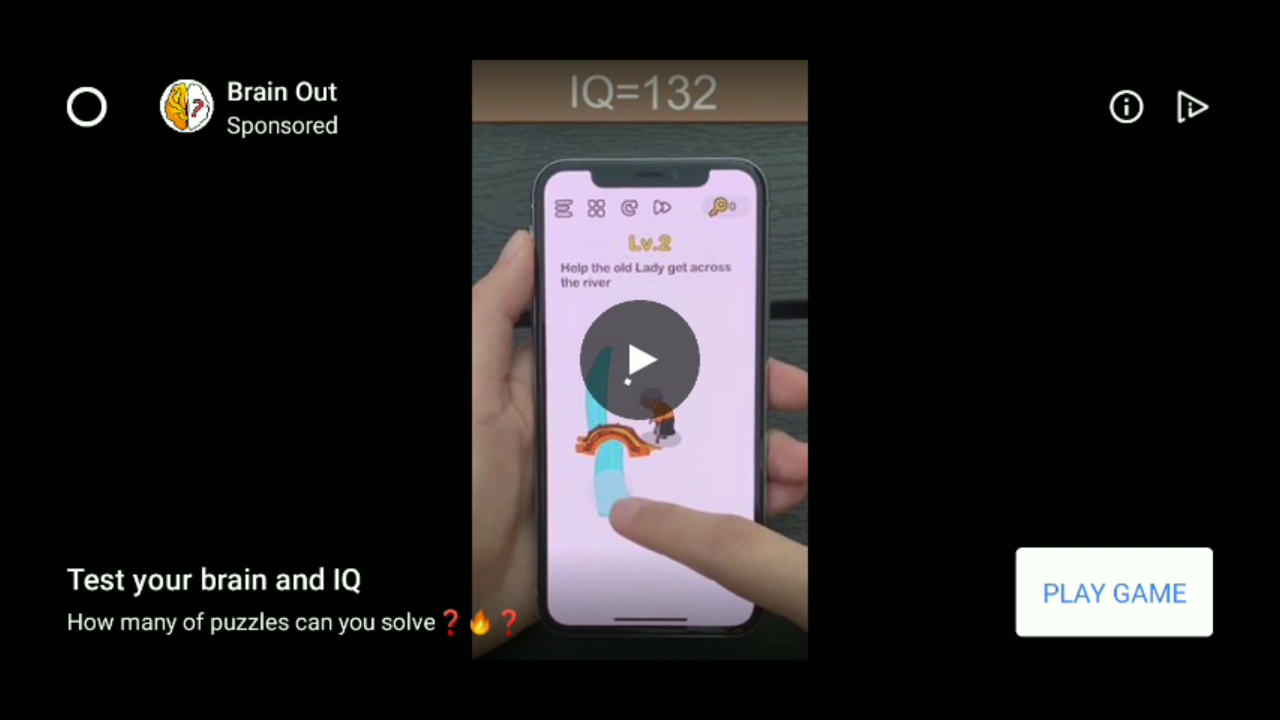 Brain Out
Sponsored
IQ=132
0
Lv.2
Help the old Lady get across
the river
Test your brain and IQ
How many of puzzles can you solve❓🔥❓
PLAY GAME